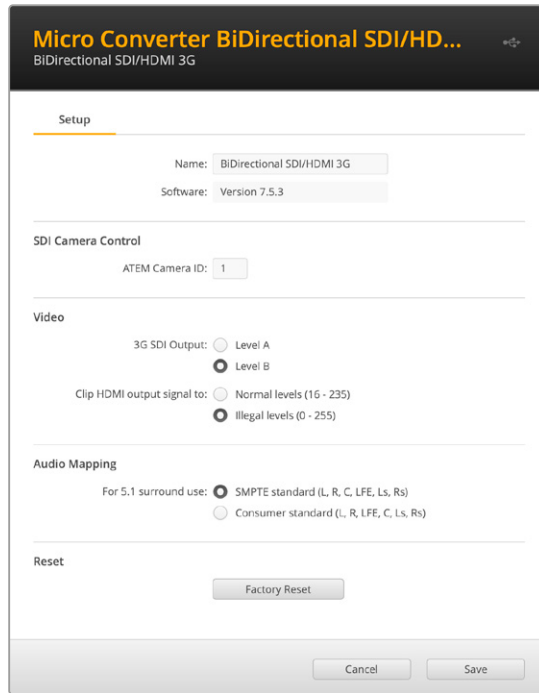 Micro Converter BiDirectional SDI/HD...
BiDirectional SDI/HDMI 3G
Setup
Name: BiDirectional SDI/HDMI 3G
Software: Version 7.5.3
SDI Camera Control
ATEM Camera ID: 1
Video
3G SDI Output: Level A
Level B
Clip HDMI output signal to: Normal levels (16 - 235)
Illegal levels (0 - 255)
Audio Mapping
For 5.1 surround use: SMPTE standard (L, R, C, LFE, Ls, Rs)
Consumer standard (L, R, LFE, C, Ls, Rs)
Reset
Factory Reset
Cancel Save